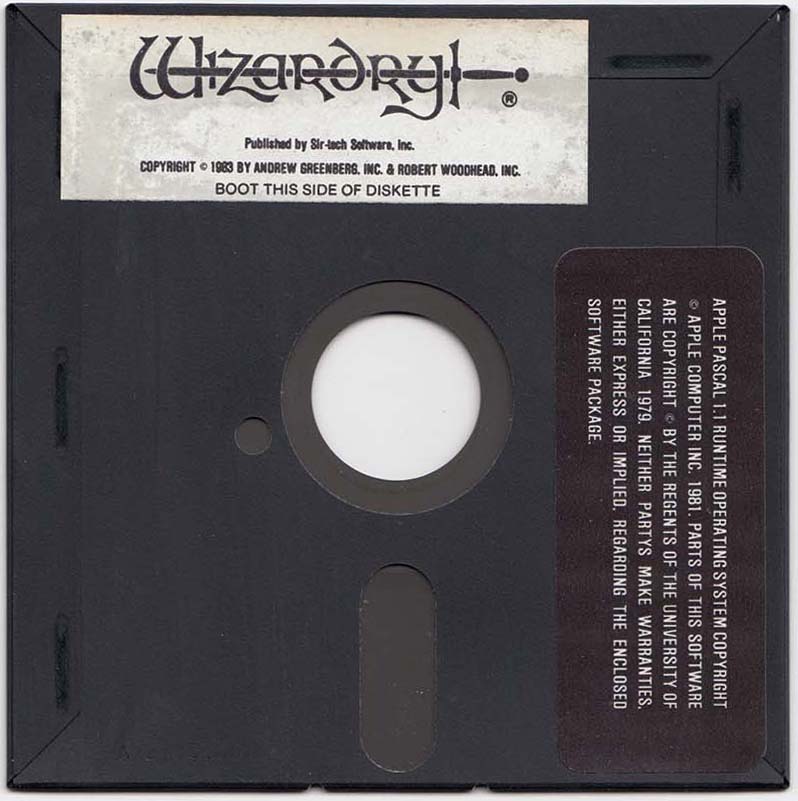 Wizardry
®
Published by Sir-tech Software, Inc.
COPYRIGHT © 1983 BY ANDREW GREENBERG, INC. & ROBERT WOODHEAD, INC.
BOOT THIS SIDE OF DISKETTE
APPLE PASCAL 1.1 RUNTIME OPERATING SYSTEM COPYRIGHT
© APPLE COMPUTER INC. 1981. PARTS OF THIS SOFTWARE
ARE COPYRIGHT © BY THE REGENTS OF THE UNIVERSITY OF
CALIFORNIA 1979. NEITHER PARTYS MAKE WARRANTIES,
EITHER EXPRESS OR IMPLIED, REGARDING THE ENCLOSED
SOFTWARE PACKAGE.